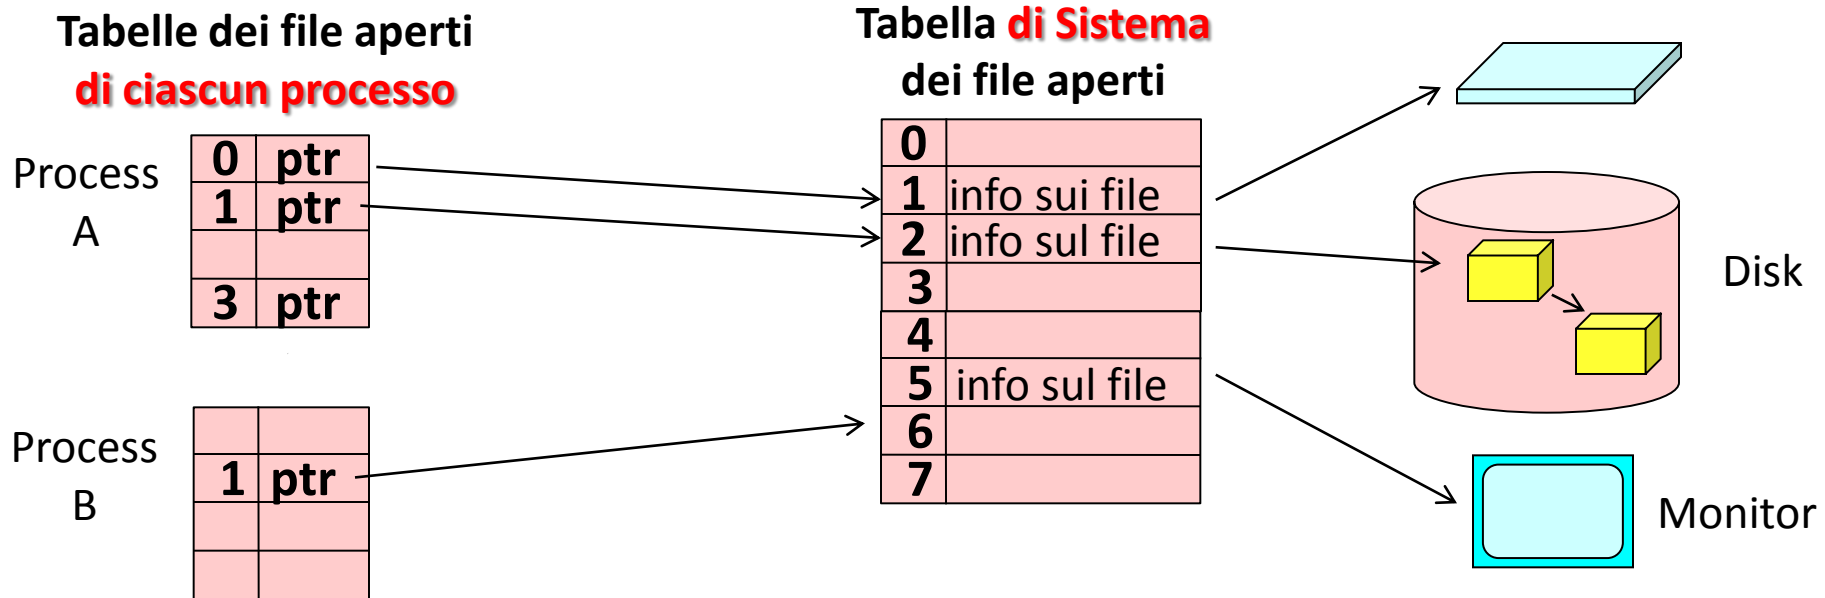 Tabelle dei file aperti
di ciascun processo
Process
A
0 ptr
1 ptr
3 ptr
Process
B
1 ptr
Tabella di Sistema
dei file aperti
0
1 info sui file
2 info sul file
3
4
5 info sul file
6
7
Disk
Monitor